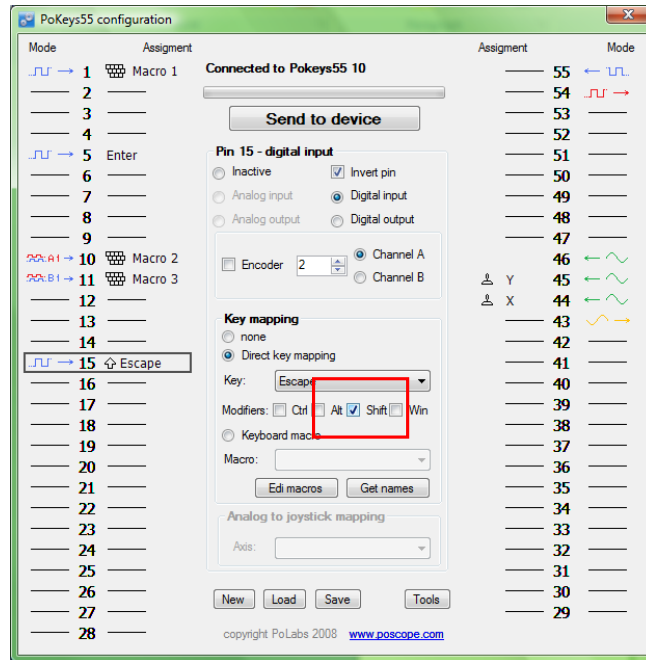 PoKeys55 configuration
Mode Assigment Assigment Mode
1 Macro 1
2
3
4
5 Enter
6
7
8
9
A1 10 Macro 2
B1 11 Macro 3
12
13
14
15 Escape
16
17
18
19
20
21
22
23
24
25
26
27
28
Connected to Pokeys55 10
Send to device
Pin 15 - digital input
Inactive Invert pin
Analog input Digital input
Analog output Digital output
Encoder 2 Channel A
Channel B
Key mapping
none
Direct key mapping
Key: Escape
Modifiers: Ctrl Alt Shift Win
Keyboard macro
Macro:
Edi macros Get names
Analog to joystick mapping
Axis:
New Load Save Tools
copyright PoLabs 2008 www.poscope.com
55
54
53
52
51
50
49
48
47
46
Y 45
X 44
43
42
41
40
39
38
37
36
35
34
33
32
31
30
29